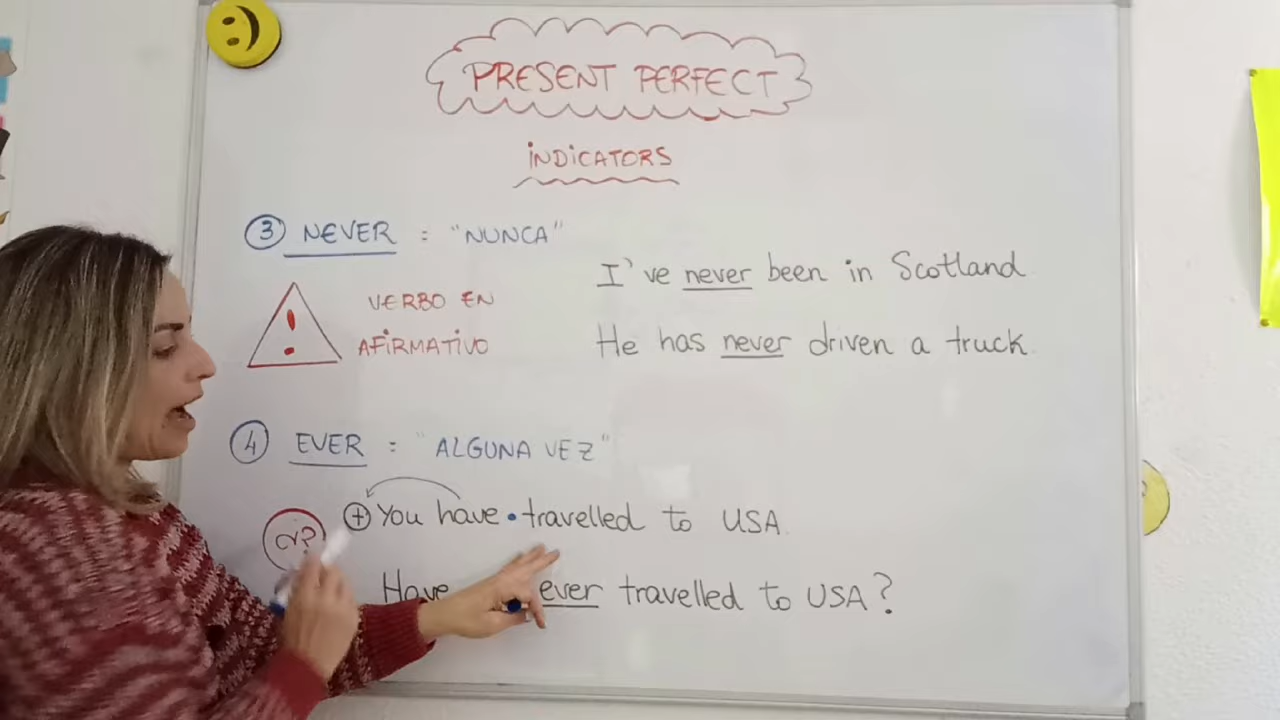 PRESENT PERFECT
INDICATORS
3 NEVER : "NUNCA"
I've never been in Scotland
VERBO EN
AFIRMATIVO
He has never driven a truck.
4 EVER : "ALGUNA VEZ"
+ You have • travelled to USA.
¿?
Have ever travelled to USA?